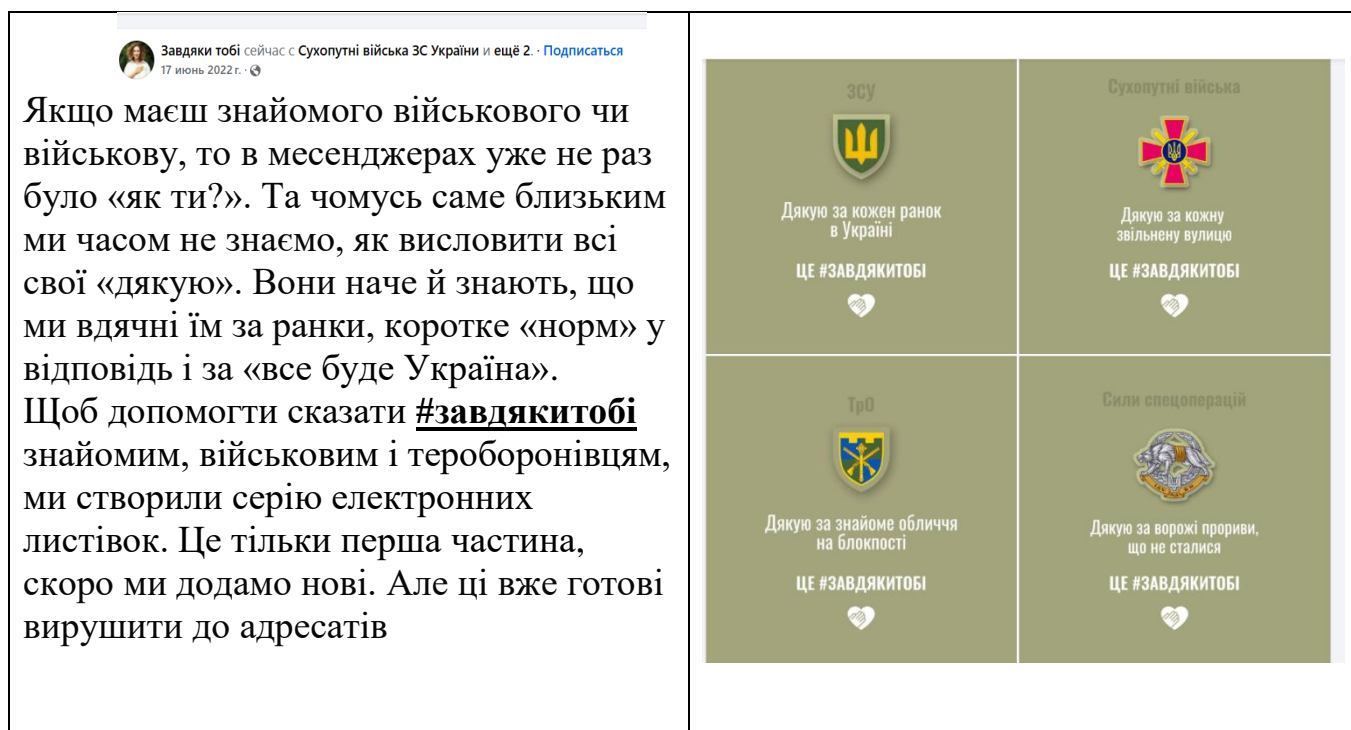 Завдяки тобі сейчас с Сухопутні війська ЗС України и ещё 2. · Подписаться
17 июнь 2022 г. ·
Якщо маєш знайомого військового чи
військову, то в месенджерах уже не раз
було «як ти?». Та чомусь саме близьким
ми часом не знаємо, як висловити всі
свої «дякую». Вони наче й знають, що
ми вдячні їм за ранки, коротке «норм» у
відповідь і за «все буде Україна».
Щоб допомогти сказати #завдякитобі
знайомим, військовим і тероборонівцям,
ми створили серію електронних
листівок. Це тільки перша частина,
скоро ми додамо нові. Але ці вже готові
вирушити до адресатів
ЗСУ
Дякую за кожен ранок
в Україні
ЦЕ #ЗАВДЯКИТОБІ
Сухопутні війська
Дякую за кожну
звільнену вулицю
ЦЕ #ЗАВДЯКИТОБІ
ТрО
Дякую за знайоме обличчя
на блокпості
ЦЕ #ЗАВДЯКИТОБІ
Сили спецоперацій
Дякую за ворожі прориви,
що не сталися
ЦЕ #ЗАВДЯКИТОБІ